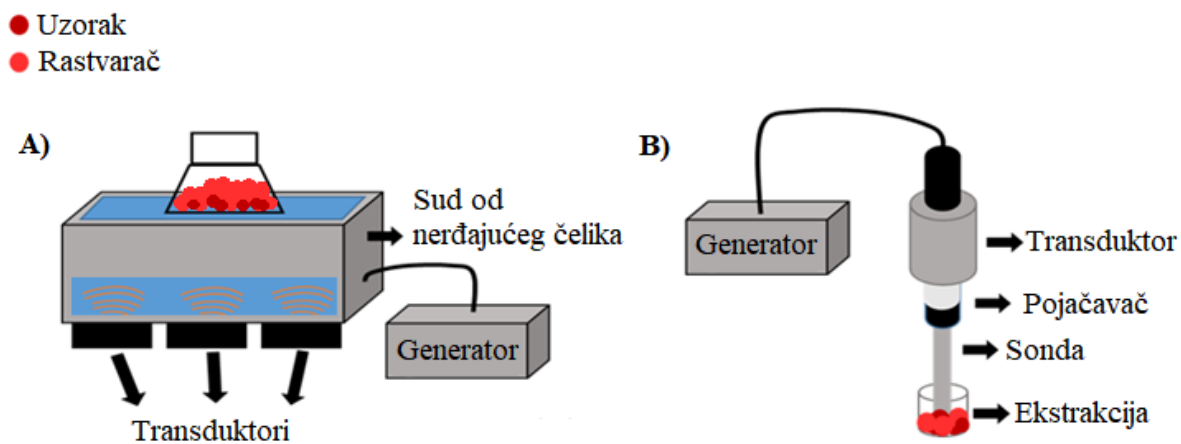 Uzorak
Rastvarač
A)
Sud od
nerđajućeg čelika
Generator
Transduktori
B)
Generator
Transduktor
Pojačavač
Sonda
Ekstrakcija